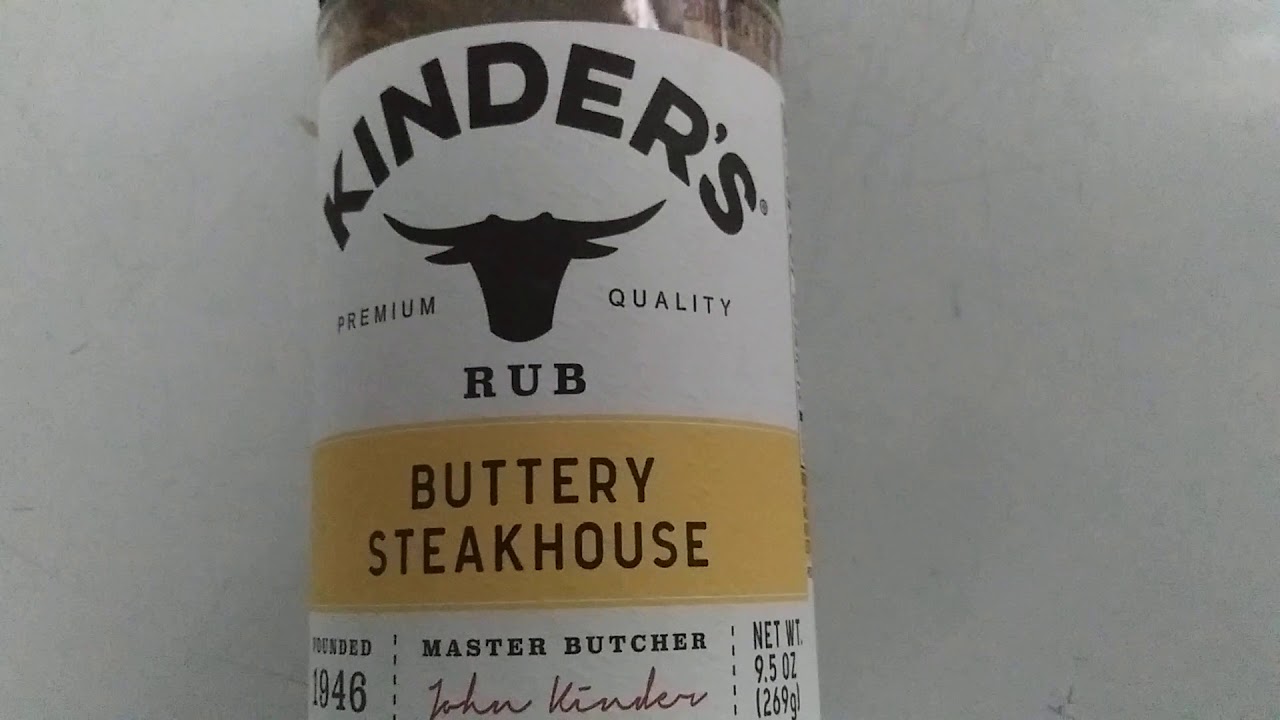 KINDER'S®
PREMIUM QUALITY
RUB
BUTTERY
STEAKHOUSE
FOUNDED
1946
MASTER BUTCHER
John Kinder
NET WT.
9.5 OZ
(269g)